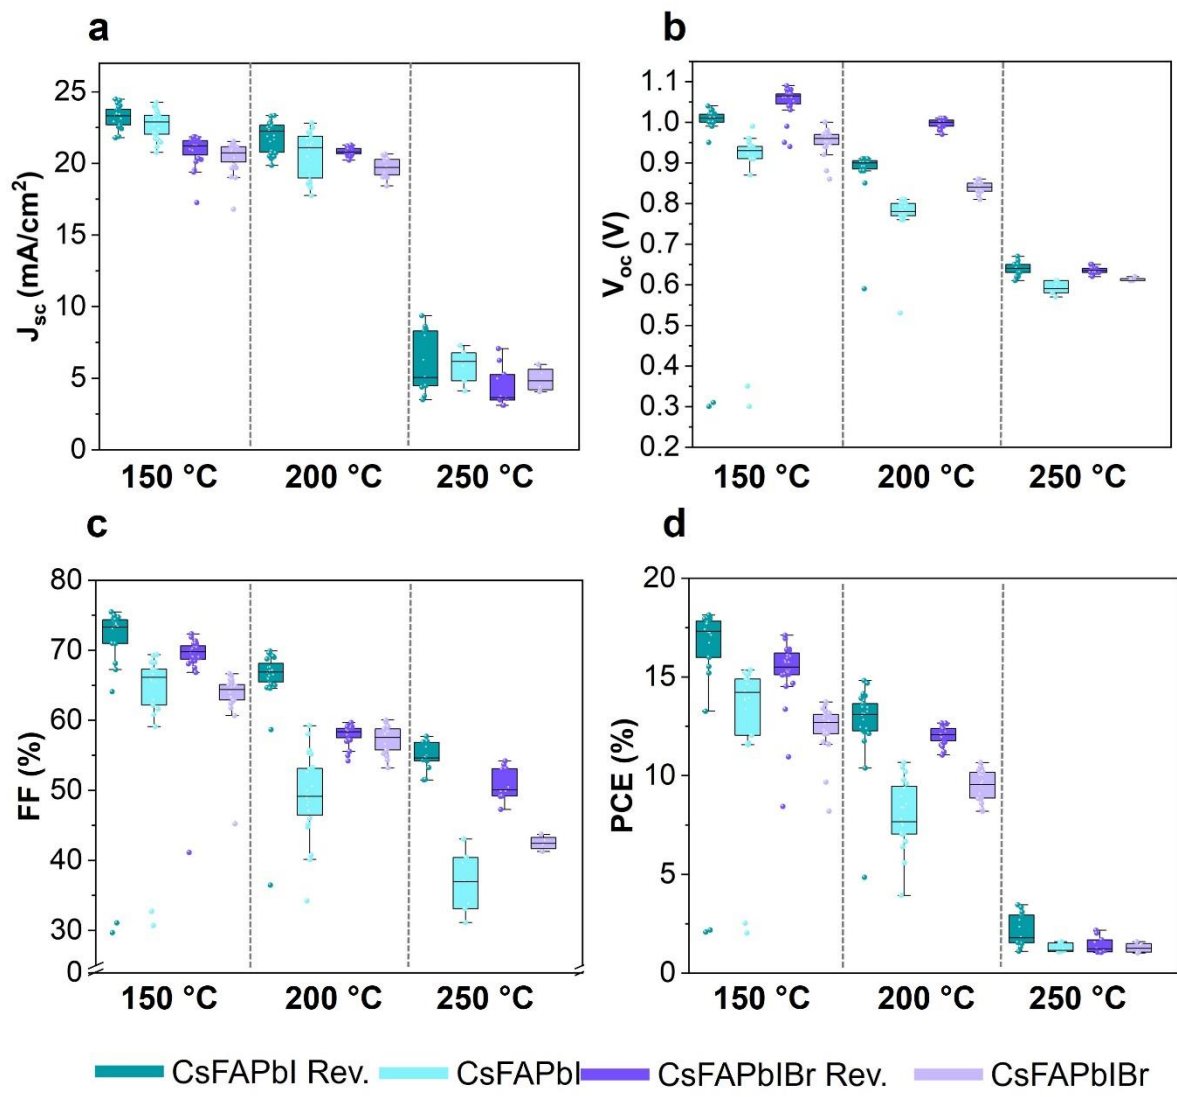 a
J_sc (mA/cm²)
25
20
15
10
5
0
150 °C 200 °C 250 °C
b
V_oc (V)
1.1
1.0
0.9
0.8
0.7
0.6
0.5
0.4
0.3
0.2
150 °C 200 °C 250 °C
c
FF (%)
80
70
60
50
40
30
0
150 °C 200 °C 250 °C
d
PCE (%)
20
15
10
5
0
150 °C 200 °C 250 °C
CsFAPbI Rev. CsFAPbI CsFAPbIBr Rev. CsFAPbIBr